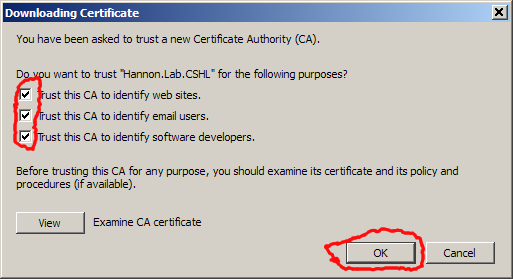 Downloading Certificate
You have been asked to trust a new Certificate Authority (CA).
Do you want to trust "Hannon.Lab.CSHL" for the following purposes?
Trust this CA to identify web sites.
Trust this CA to identify email users.
Trust this CA to identify software developers.
Before trusting this CA for any purpose, you should examine its certificate and its policy and
procedures (if available).
View Examine CA certificate
OK Cancel